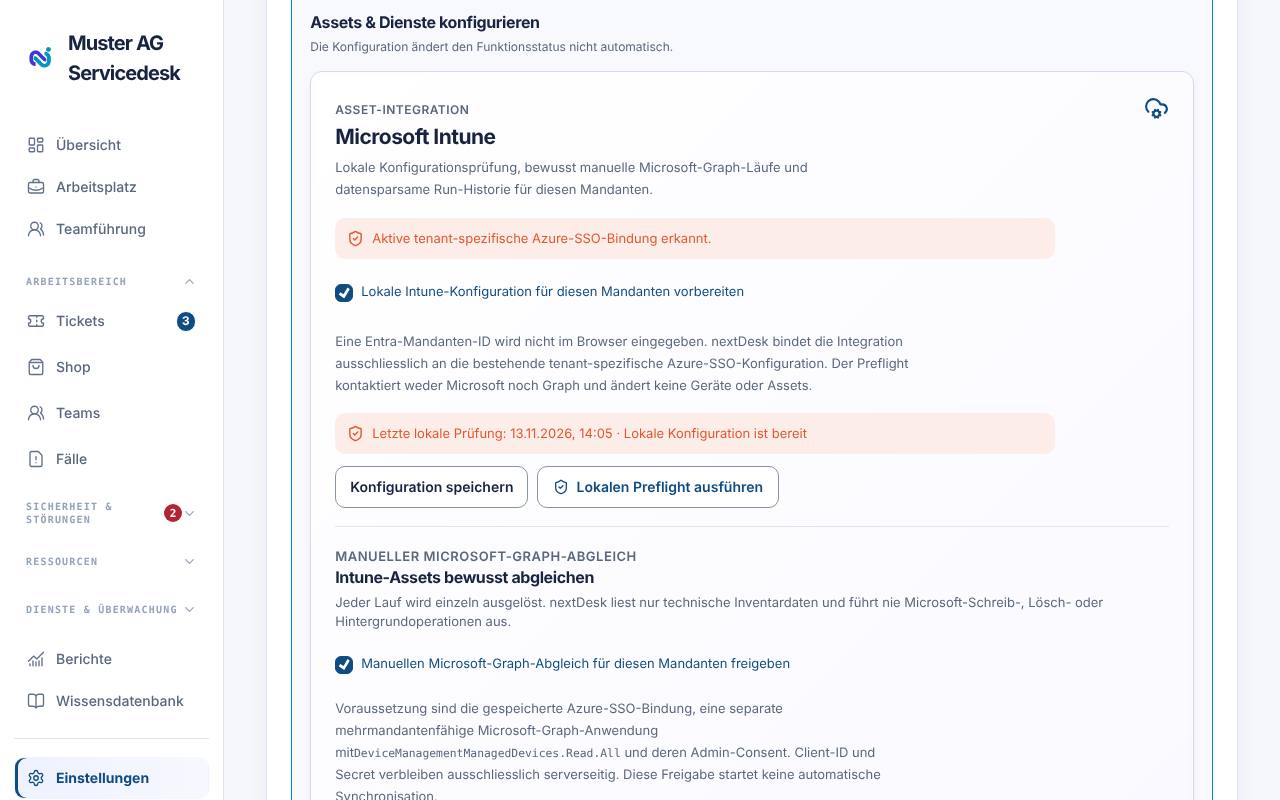 Muster AG
Servicedesk
Übersicht
Arbeitsplatz
Teamführung
ARBEITSBEREICH
Tickets
3
Shop
Teams
Fälle
SICHERHEIT &
STÖRUNGEN
2
RESSOURCEN
DIENSTE & ÜBERWACHUNG
Berichte
Wissensdatenbank
Einstellungen
Assets & Dienste konfigurieren
Die Konfiguration ändert den Funktionsstatus nicht automatisch.
ASSET-INTEGRATION
Microsoft Intune
Lokale Konfigurationsprüfung, bewusst manuelle Microsoft-Graph-Läufe und
datensparsame Run-Historie für diesen Mandanten.
Aktive tenant-spezifische Azure-SSO-Bindung erkannt.
Lokale Intune-Konfiguration für diesen Mandanten vorbereiten
Eine Entra-Mandanten-ID wird nicht im Browser eingegeben. nextDesk bindet die Integration
ausschliesslich an die bestehende tenant-spezifische Azure-SSO-Konfiguration. Der Preflight
kontaktiert weder Microsoft noch Graph und ändert keine Geräte oder Assets.
Letzte lokale Prüfung: 13.11.2026, 14:05 · Lokale Konfiguration ist bereit
Konfiguration speichern
Lokalen Preflight ausführen
MANUELLER MICROSOFT-GRAPH-ABGLEICH
Intune-Assets bewusst abgleichen
Jeder Lauf wird einzeln ausgelöst. nextDesk liest nur technische Inventardaten und führt nie Microsoft-Schreib-, Lösch- oder
Hintergrundoperationen aus.
Manuellen Microsoft-Graph-Abgleich für diesen Mandanten freigeben
Voraussetzung sind die gespeicherte Azure-SSO-Bindung, eine separate
mehrmandantenfähige Microsoft-Graph-Anwendung
mitDeviceManagementManagedDevices.Read.All und deren Admin-Consent. Client-ID und
Secret verbleiben ausschliesslich serverseitig. Diese Freigabe startet keine automatische
Synchronisation.